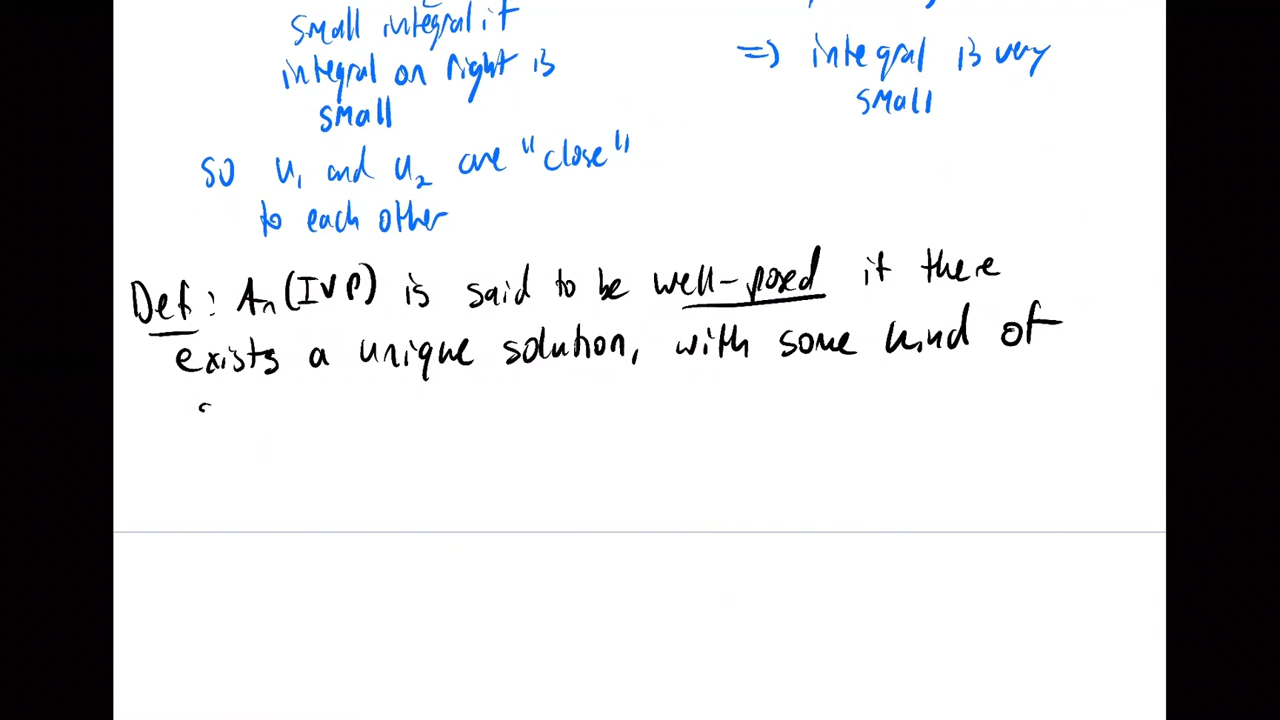 small integral if
integral on right is
small
=> integral is very
small
so u₁ and u₂ are "close"
to each other
Def: An (IVP) is said to be well-posed if there
exists a unique solution, with some kind of